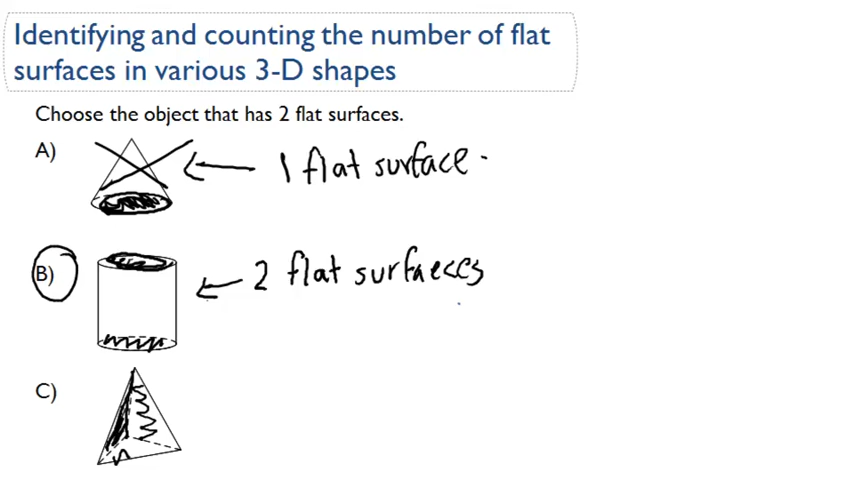 Identifying and counting the number of flat
surfaces in various 3-D shapes
Choose the object that has 2 flat surfaces.
A)
1 flat surface.
B)
2 flat surfaeces
C)